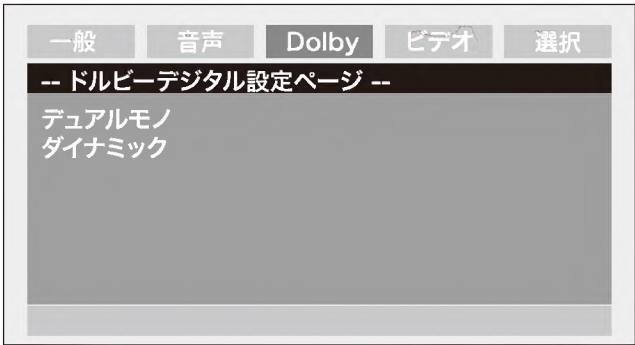 一般 音声 Dolby ビデオ 選択
-- ドルビーデジタル設定ページ --
デュアルモノ
ダイナミック